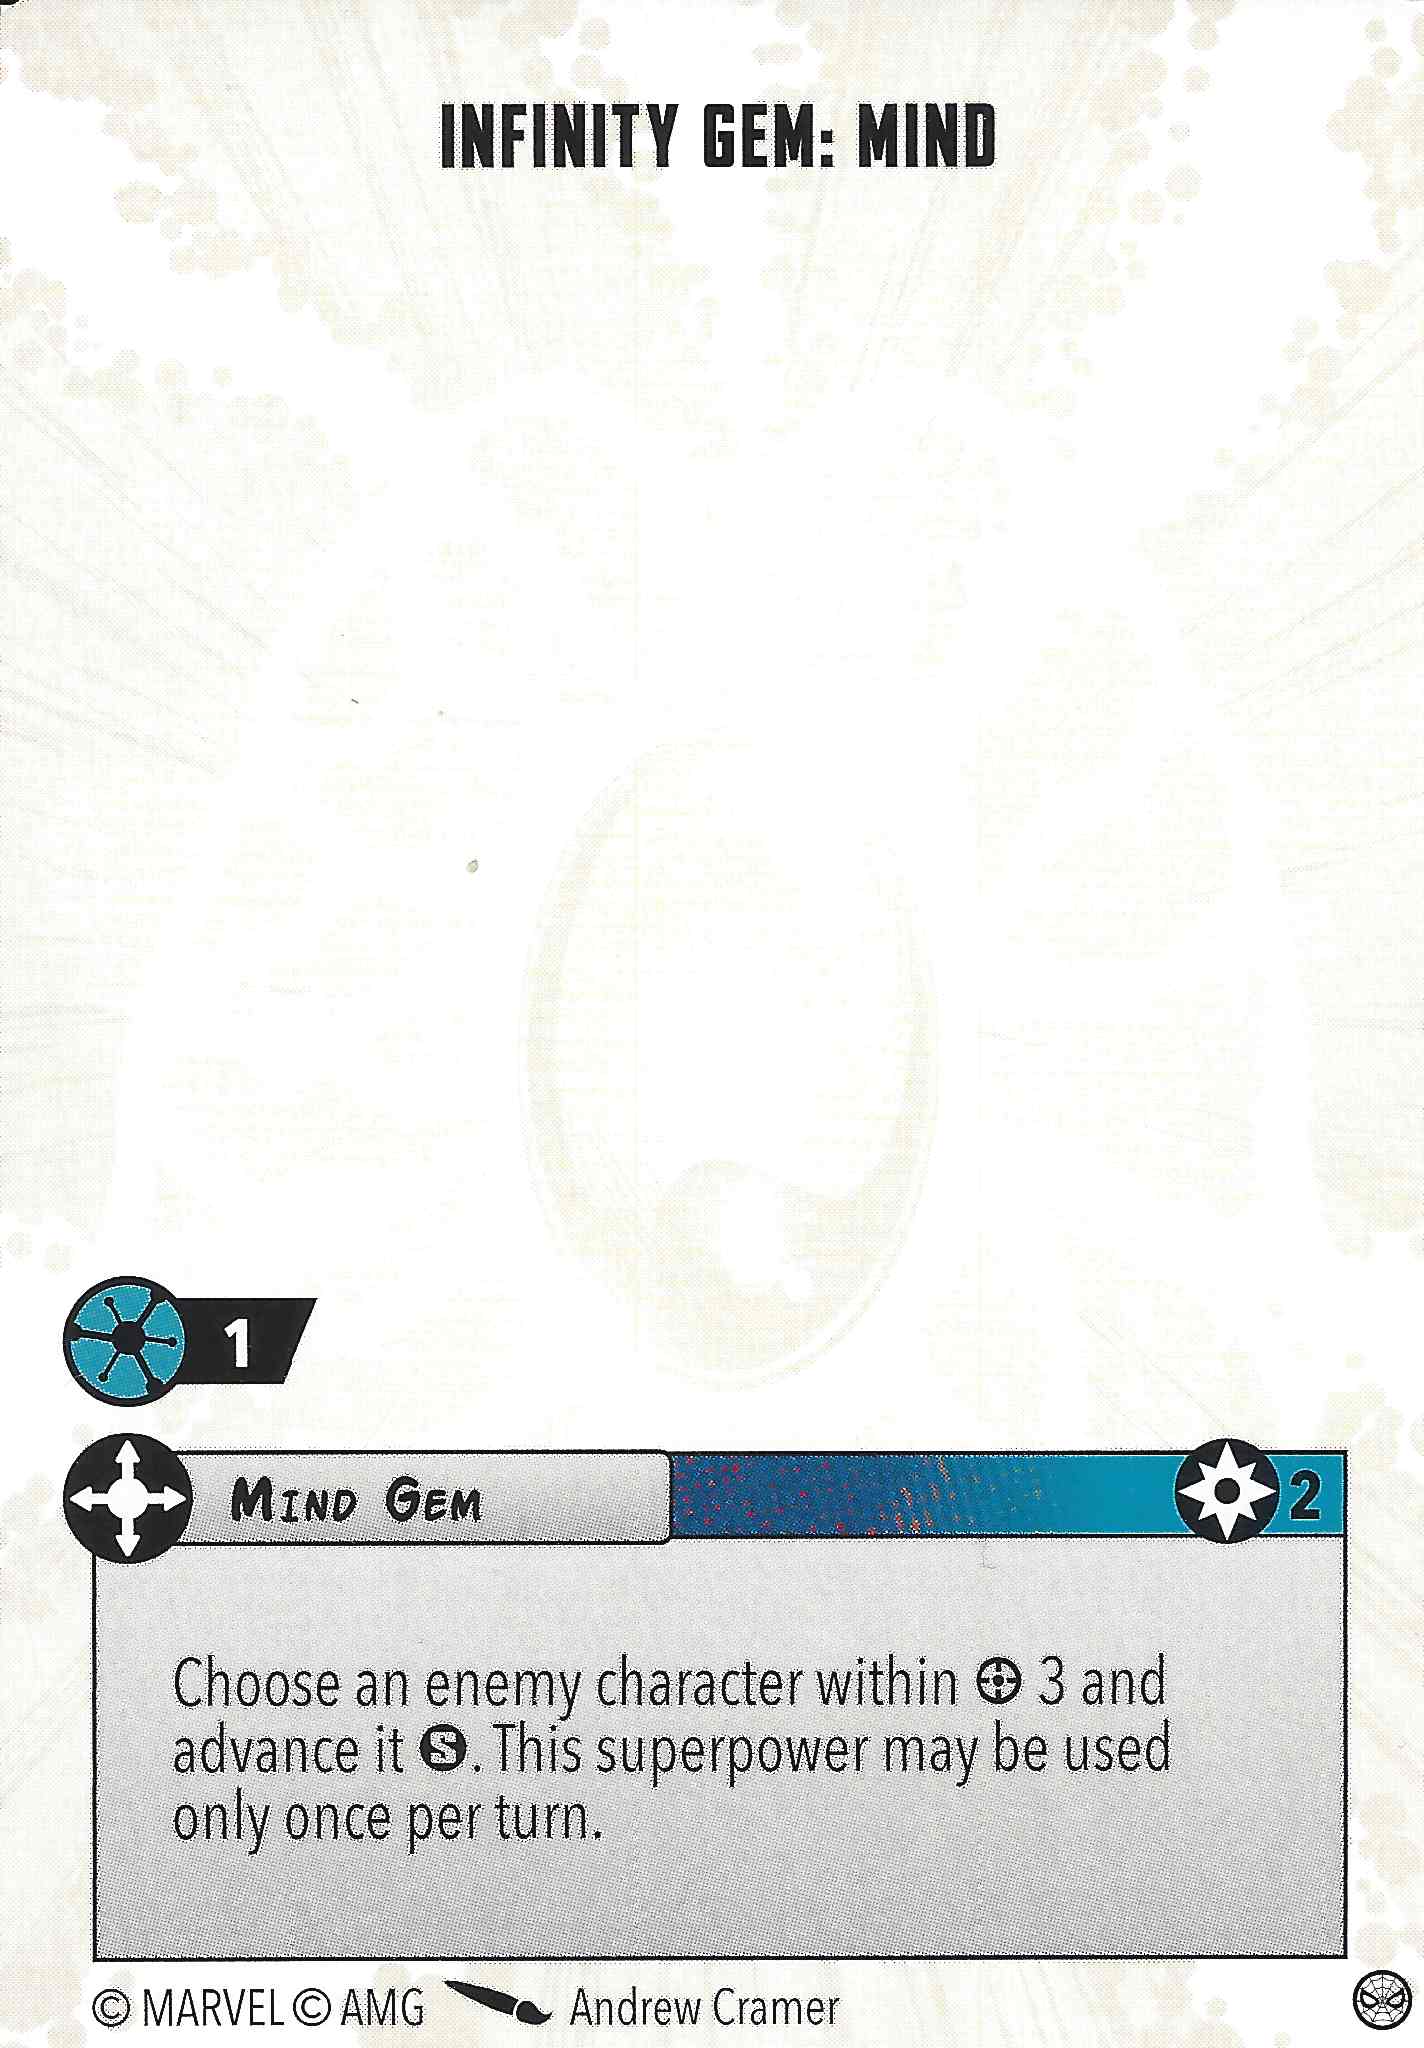 INFINITY GEM: MIND
1
MIND GEM
2
Choose an enemy character within 3 and
advance it S. This superpower may be used
only once per turn.
© MARVEL © AMG Andrew Cramer